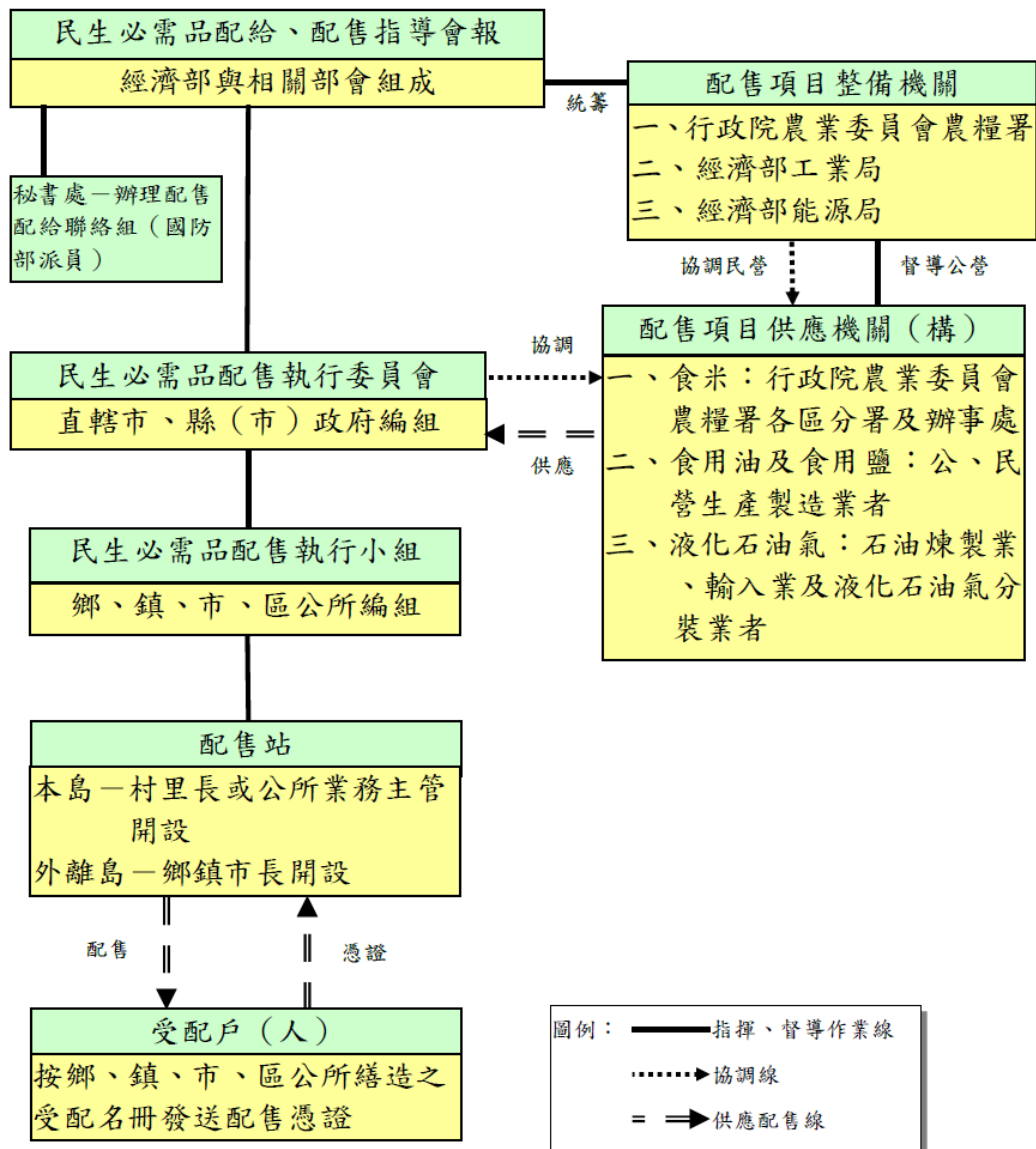 民生必需品配給、配售指導會報
經濟部與相關部會組成
統籌
配售項目整備機關
一、行政院農業委員會農糧署
二、經濟部工業局
三、經濟部能源局
秘書處－辦理配售
配給聯絡組（國防
部派員）
協調民營
督導公營
配售項目供應機關（構）
一、食米：行政院農業委員會
農糧署各區分署及辦事處
二、食用油及食用鹽：公、民
營生產製造業者
三、液化石油氣：石油煉製業
、輸入業及液化石油氣分
裝業者
協調
供應
民生必需品配售執行委員會
直轄市、縣（市）政府編組
民生必需品配售執行小組
鄉、鎮、市、區公所編組
配售站
本島－村里長或公所業務主管
開設
外離島－鄉鎮市長開設
配售
憑證
受配戶（人）
按鄉、鎮、市、區公所繕造之
受配名冊發送配售憑證
圖例：
指揮、督導作業線
協調線
供應配售線